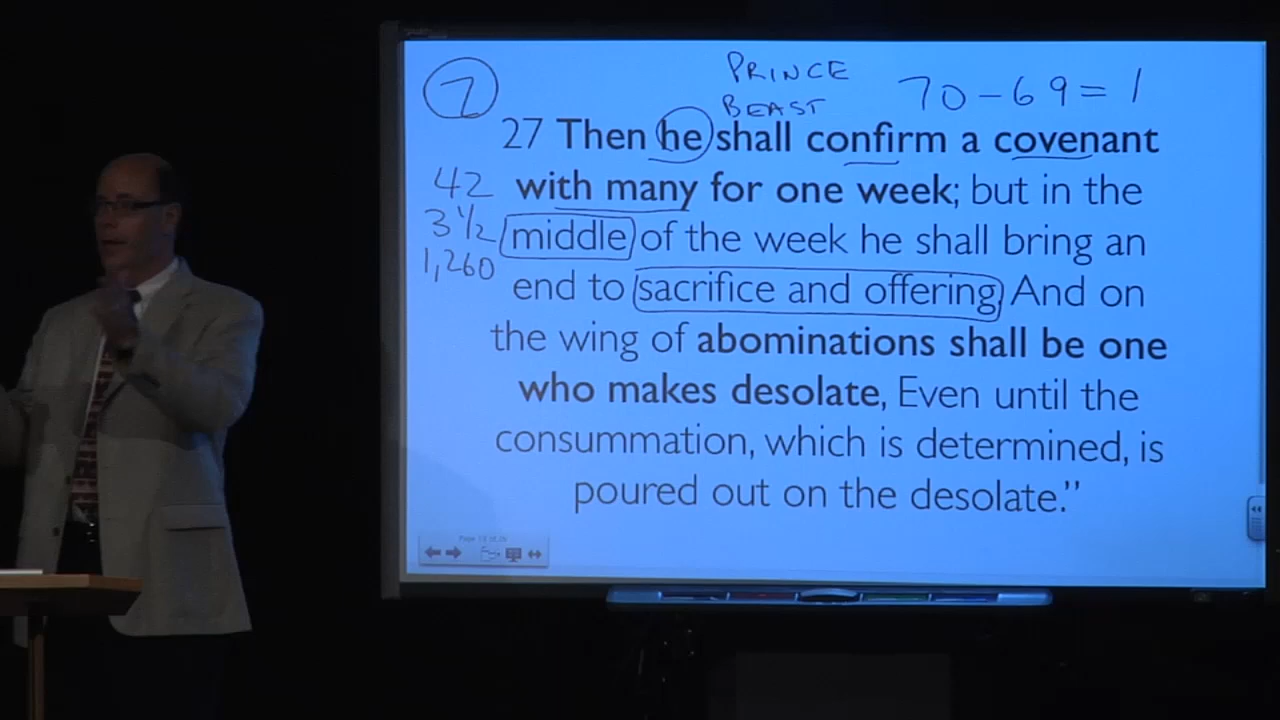 7
PRINCE
BEAST
70-69=1
27 Then he shall confirm a covenant
42
with many for one week; but in the
3 1/2
middle of the week he shall bring an
1,260
end to sacrifice and offering. And on
the wing of abominations shall be one
who makes desolate, Even until the
consummation, which is determined, is
poured out on the desolate.”